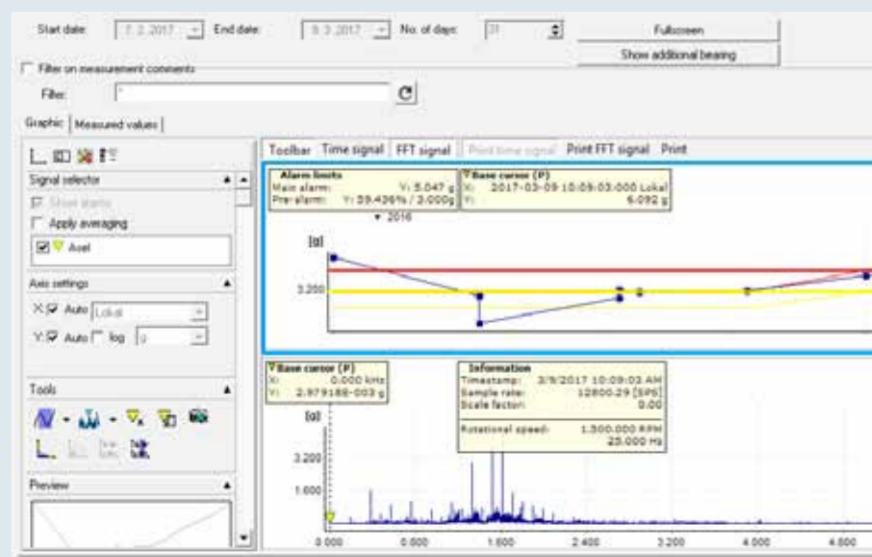 Start date: 7. 2. 2017 End date: 9. 3. 2017 No. of days: 31 Fullscreen
Show additional bearing
Filter on measurement comments
Filter: *
Graphic Measured values
Toolbar Time signal FFT signal Print time signal Print FFT signal Print
Signal selector
Show alarms
Apply averaging
Asel
Axis settings
X: Auto Lokal
Y: Auto log g
Tools
Preview
Alarm limits
Main alarm: Y: 5.047 g
Pre-alarm: Y: 59.436% / 3.000g
Base cursor (P)
X: 2017-03-09 10:09:03:000 Lokal
Y: 6.092 g
2016
[g]
3.200
Base cursor (P)
X: 0.000 kHz
Y: 2.97918E-003 g
Information
Timestamp: 3/9/2017 10:09:03 AM
Sample rate: 12800.29 [SPS]
Scale factor: 0.00
Rotational speed: 1,500.000 RPM
25.000 Hz
[g]
3.200
1.600
0.000 0.800 1.600 2.400 3.200 4.000 4.800